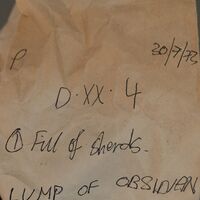 P 20/7/73
D·XX·4
① Full of Sherds.
LUMP OF OBSIDIAN